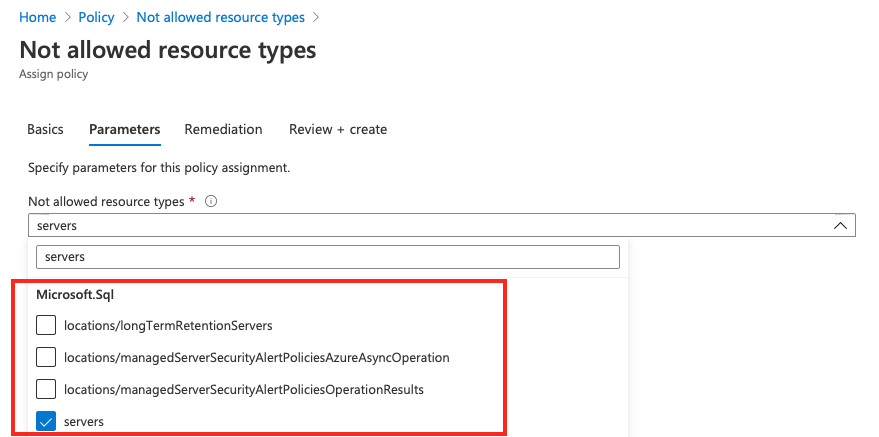 Home > Policy > Not allowed resource types >
Not allowed resource types
Assign policy
Basics Parameters Remediation Review + create
Specify parameters for this policy assignment.
Not allowed resource types *
servers
servers
Microsoft.Sql
locations/longTermRetentionServers
locations/managedServerSecurityAlertPoliciesAzureAsyncOperation
locations/managedServerSecurityAlertPoliciesOperationResults
servers